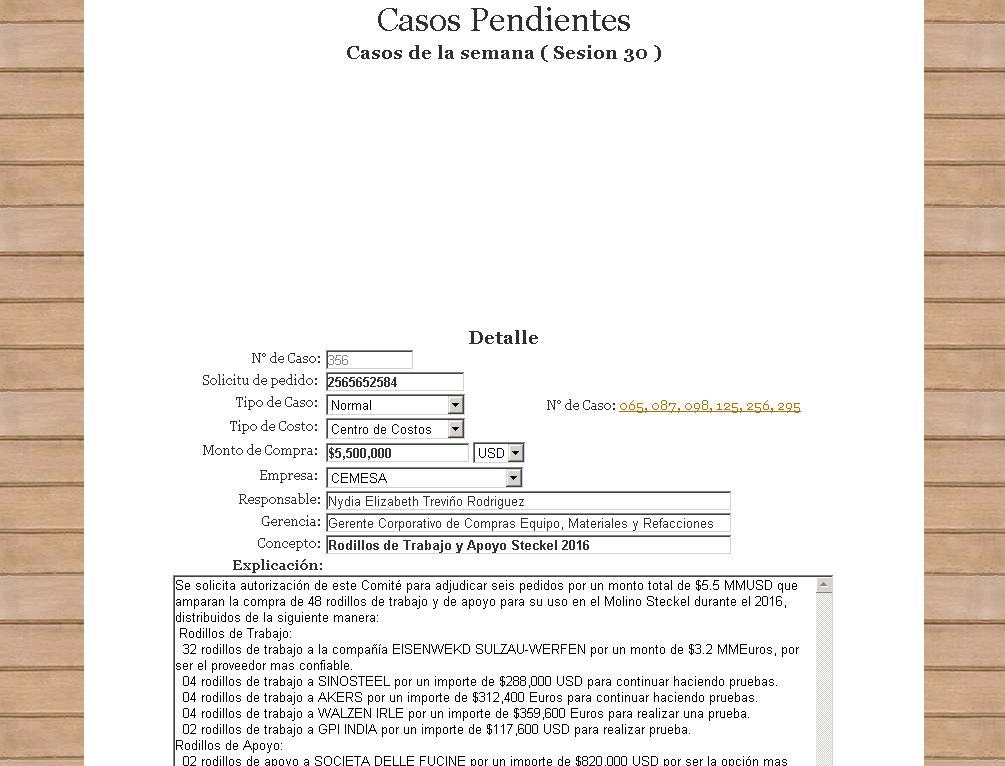 Casos Pendientes
Casos de la semana ( Sesion 30 )
Detalle
N° de Caso: 356
Solicitu de pedido: 2565652584
Tipo de Caso: Normal N° de Caso: 065, 087, 098, 125, 256, 295
Tipo de Costo: Centro de Costos
Monto de Compra: $5,500,000 USD
Empresa: CEMESA
Responsable: Nydia Elizabeth Treviño Rodriguez
Gerencia: Gerente Corporativo de Compras Equipo, Materiales y Refacciones
Concepto: Rodillos de Trabajo y Apoyo Steckel 2016
Explicación:
Se solicita autorización de este Comité para adjudicar seis pedidos por un monto total de $5.5 MMUSD que
amparan la compra de 48 rodillos de trabajo y de apoyo para su uso en el Molino Steckel durante el 2016,
distribuidos de la siguiente manera:
Rodillos de Trabajo:
32 rodillos de trabajo a la compañía EISENWEKD SULZAU-WERFEN por un monto de $3.2 MMEuros, por
ser el proveedor mas confiable.
04 rodillos de trabajo a SINOSTEEL por un importe de $288,000 USD para continuar haciendo pruebas.
04 rodillos de trabajo a AKERS por un importe de $312,400 Euros para continuar haciendo pruebas.
04 rodillos de trabajo a WALZEN IRLE por un importe de $359,600 Euros para realizar una prueba.
02 rodillos de trabajo a GPI INDIA por un importe de $117,600 USD para realizar prueba.
Rodillos de Apoyo:
02 rodillos de apoyo a SOCIETA DELLE FUCINE por un importe de $820,000 USD por ser la opción mas